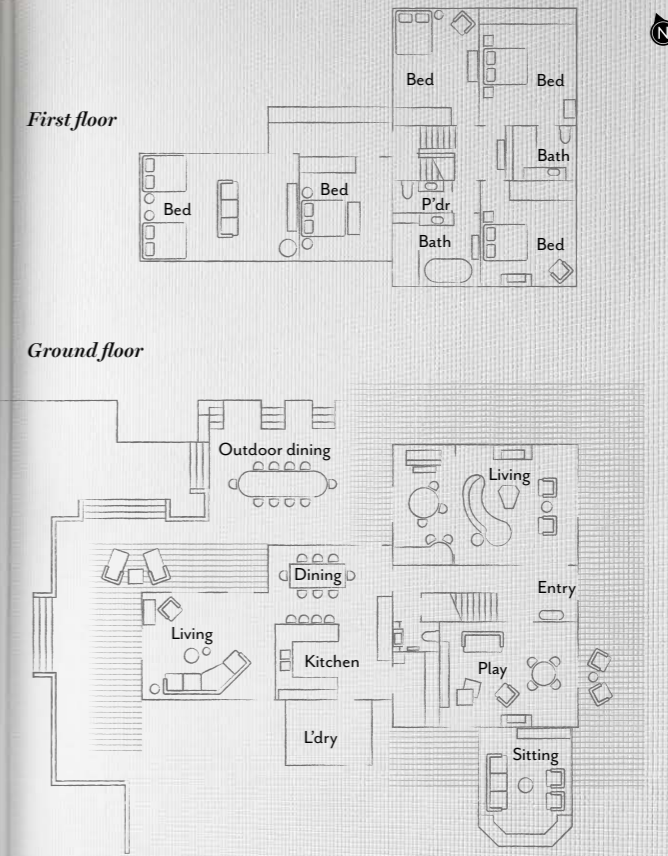 N
First floor
Bed
Bed
Bath
Bed
Bed
P'dr
Bath
Bed
Ground floor
Outdoor dining
Living
Dining
Entry
Living
Kitchen
Play
L'dry
Sitting